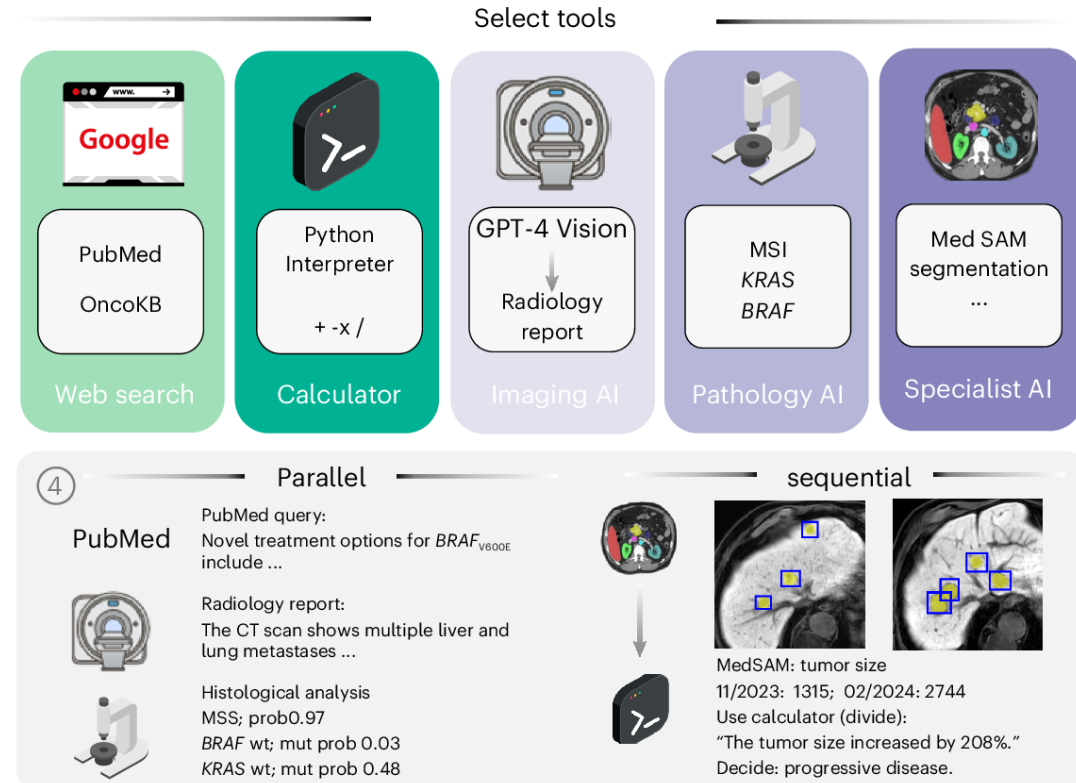 Select tools
www.
Google
PubMed
OncoKB
Web search
Python
Interpreter
+ -x /
Calculator
GPT-4 Vision
Radiology
report
Imaging AI
MSI
KRAS
BRAF
Pathology AI
Med SAM
segmentation
...
Specialist AI
4
Parallel
PubMed
PubMed query:
Novel treatment options for BRAFV600E
include ...
Radiology report:
The CT scan shows multiple liver and
lung metastases ...
Histological analysis
MSS; prob0.97
BRAF wt; mut prob 0.03
KRAS wt; mut prob 0.48
sequential
MedSAM: tumor size
11/2023: 1315; 02/2024: 2744
Use calculator (divide):
“The tumor size increased by 208%.”
Decide: progressive disease.